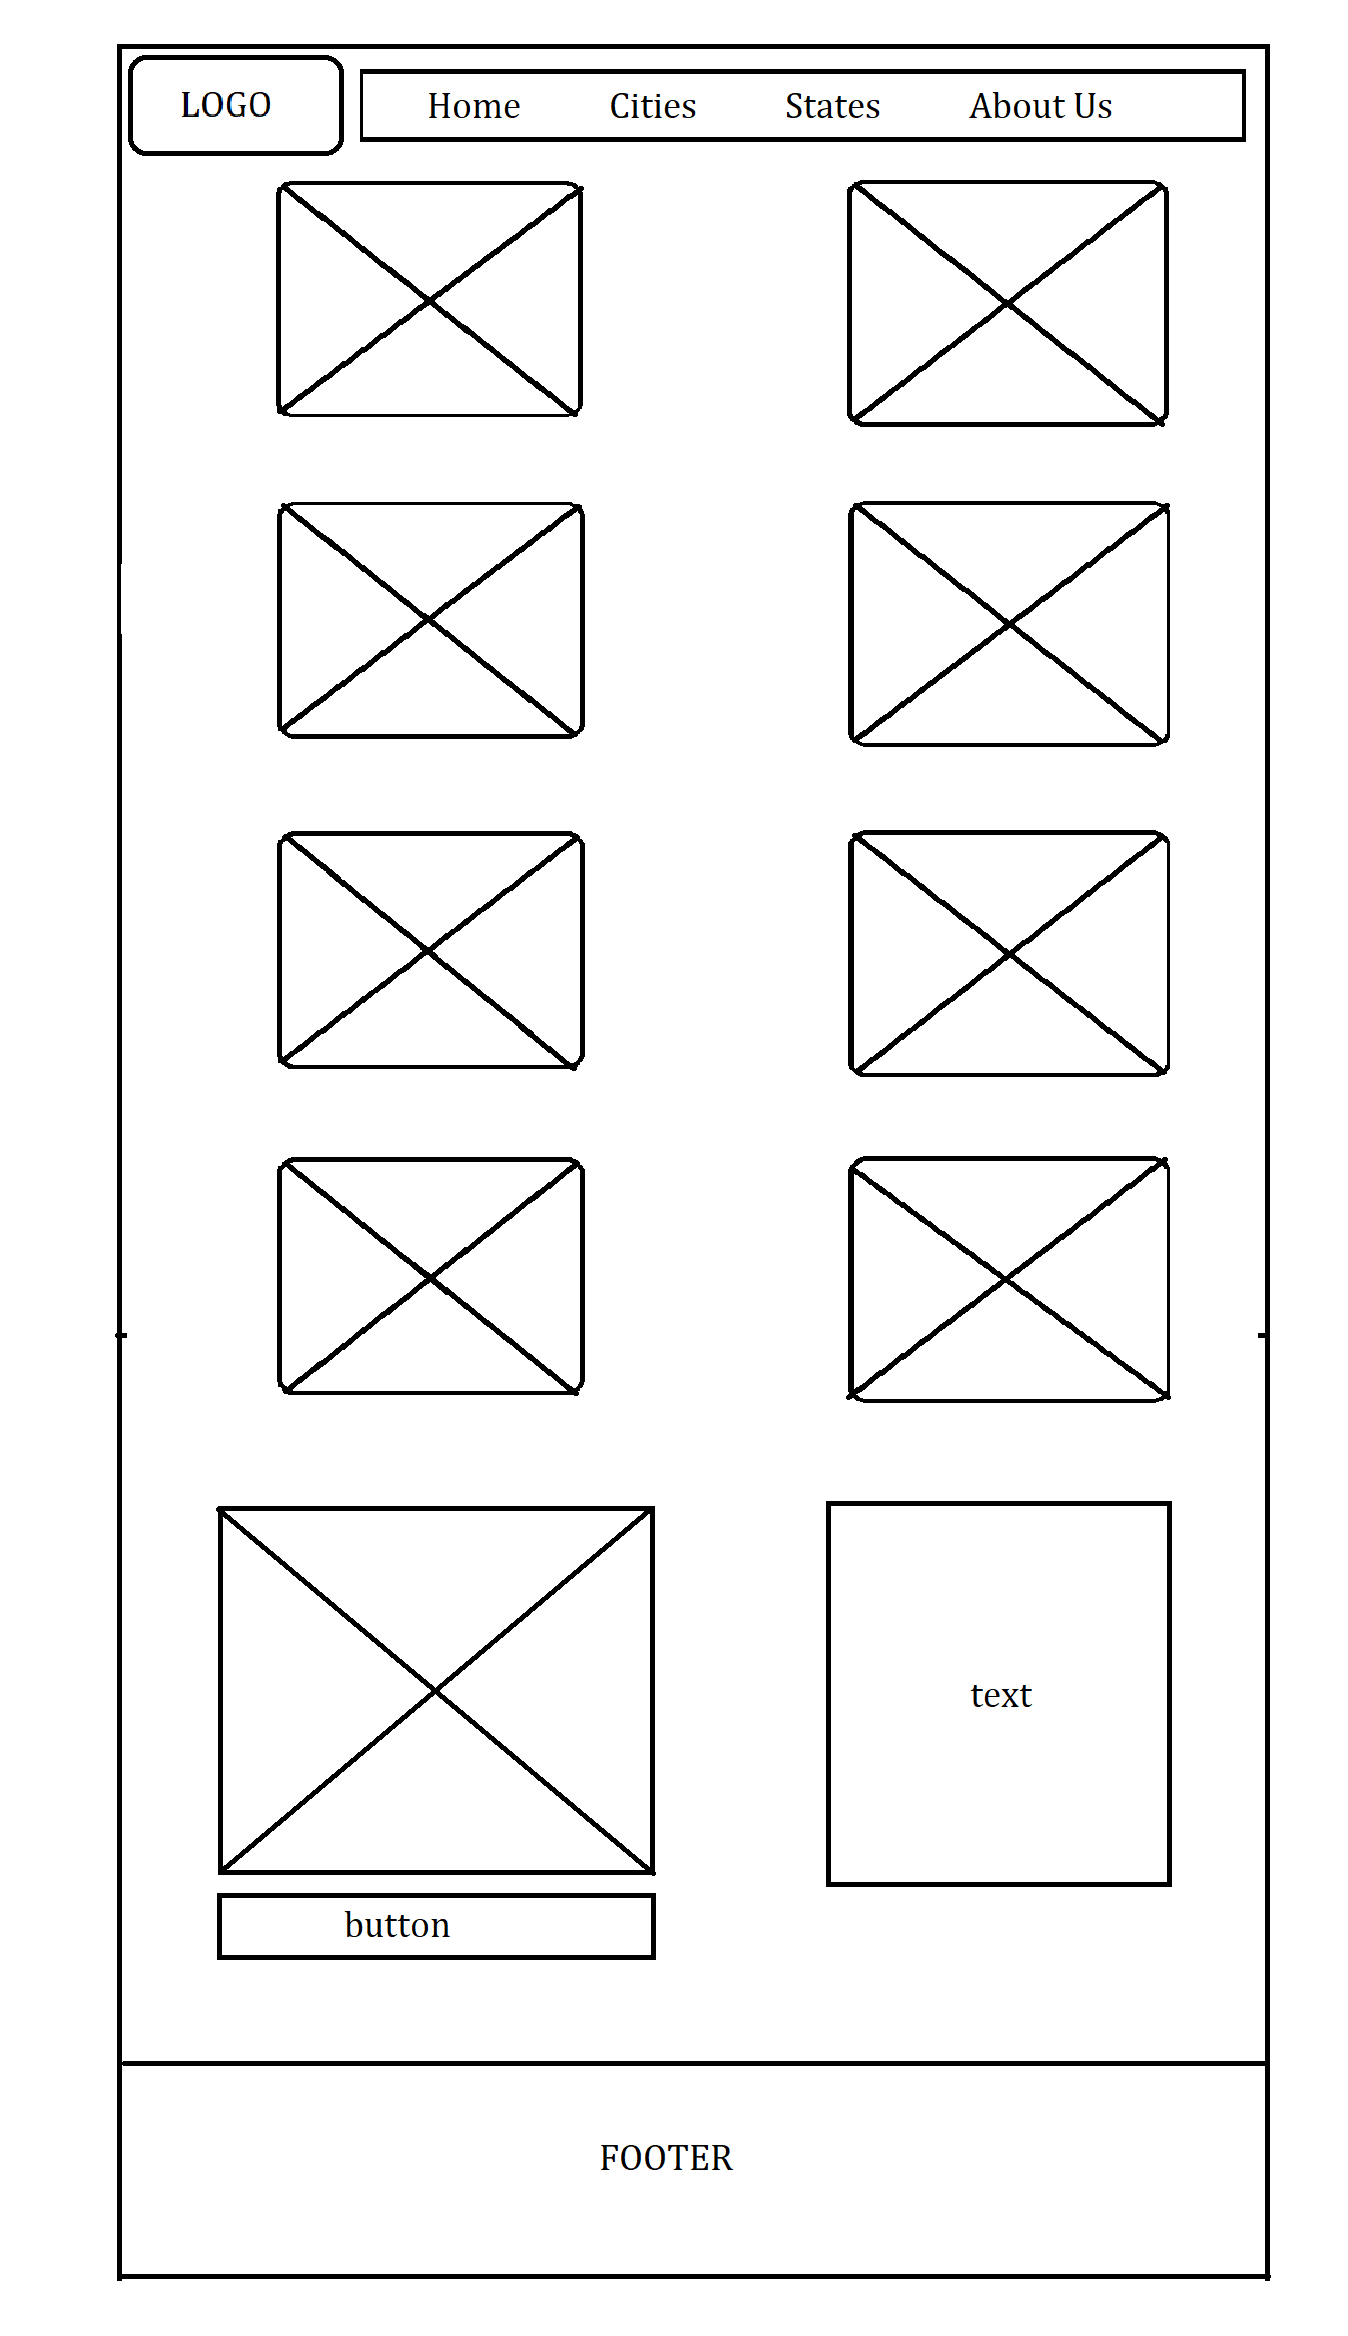 LOGO
Home Cities States About Us
text
button
FOOTER